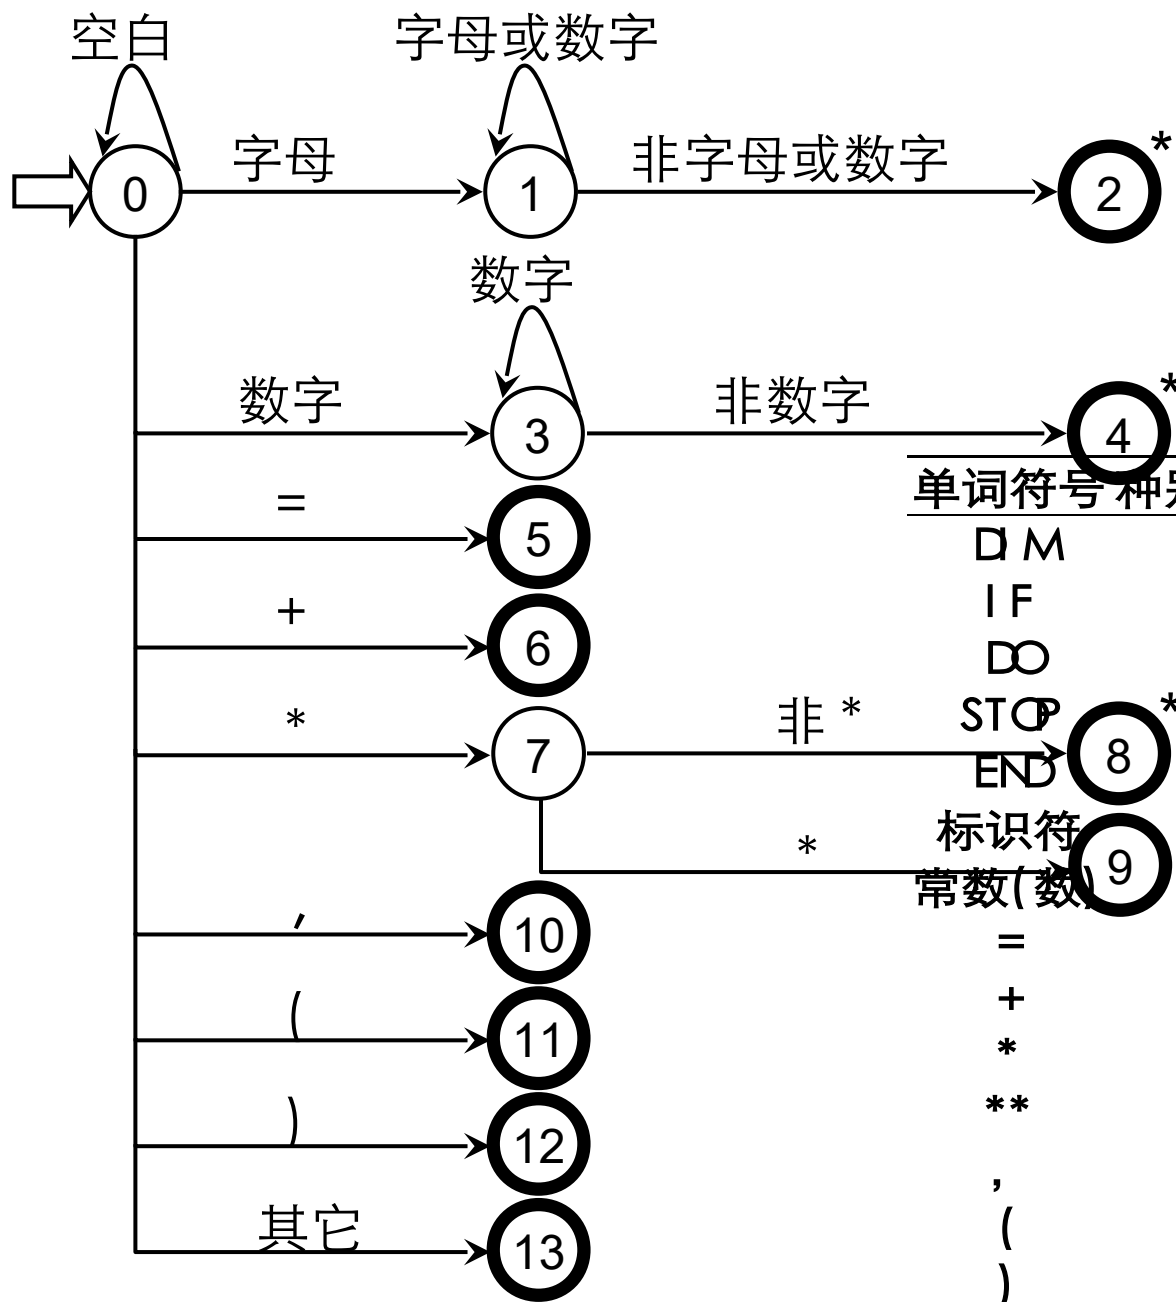 空白
字母或数字
0
字母
1
非字母或数字
2
*
数字
数字
3
非数字
4
*
=
5
+
6
*
7
非 *
8
*
*
9
,
10
(
11
)
12
其它
13
单词符号 种
DIM
IF
DO
STOP
END
标识符
常数(数)
=
+
*
**
,
(
)